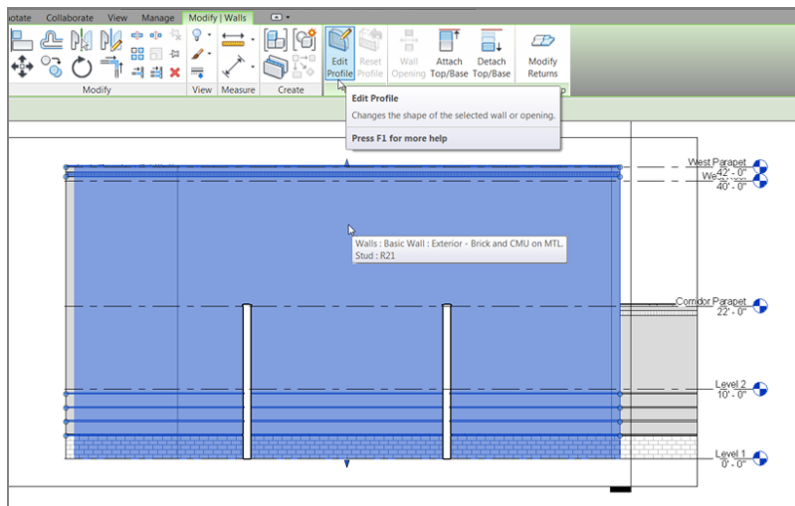 notate Collaborate View Manage Modify | Walls
Edit Profile
Reset Profile
Wall Opening
Attach Top/Base
Detach Top/Base
Modify Returns
Modify View Measure Create
p
Edit Profile
Changes the shape of the selected wall or opening.
Press F1 for more help
West Parapet
42' - 0"
We
40' - 0"
Walls : Basic Wall : Exterior - Brick and CMU on MTL.
Stud : R21
Corridor Parapet
22' - 0"
Level 2
10' - 0"
Level 1
0' - 0"